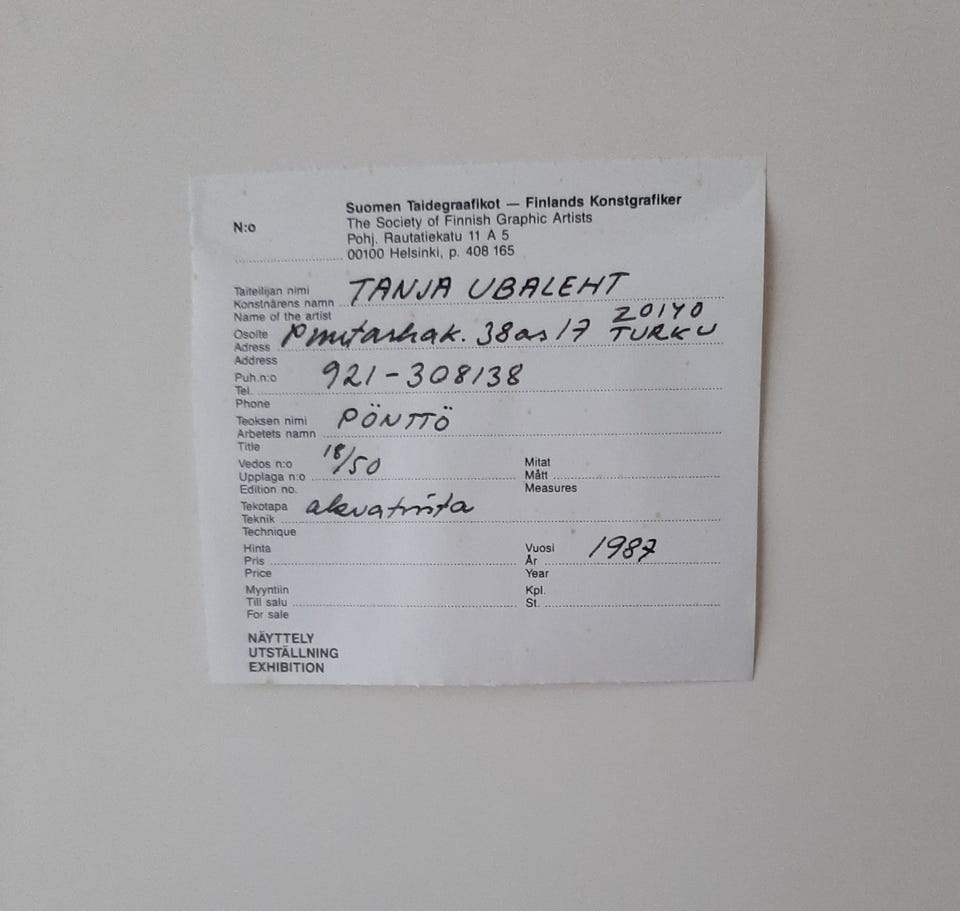 Suomen Taidegraafikot — Finlands Konstgrafiker
N:o
The Society of Finnish Graphic Artists
Pohj. Rautatiekatu 11 A 5
00100 Helsinki, p. 408 165
Taiteilijan nimi
Konstnärens namn TANJA UBALEHT
Name of the artist
20140
Osoite
Adress 38 as 17 TURKU
Address
Puh.n:o
Tel. 921-308138
Phone
Teoksen nimi
Arbetets namn PÖNTTÖ
Title
Vedos n:o 18/50 Mitat
Upplaga n:o Mått
Edition no. Measures
Tekotapa akvatinta
Teknik
Technique
Hinta Vuosi 1987
Pris År
Price Year
Myyntiin Kpl.
Till salu St.
For sale
NÄYTTELY
UTSTÄLLNING
EXHIBITION